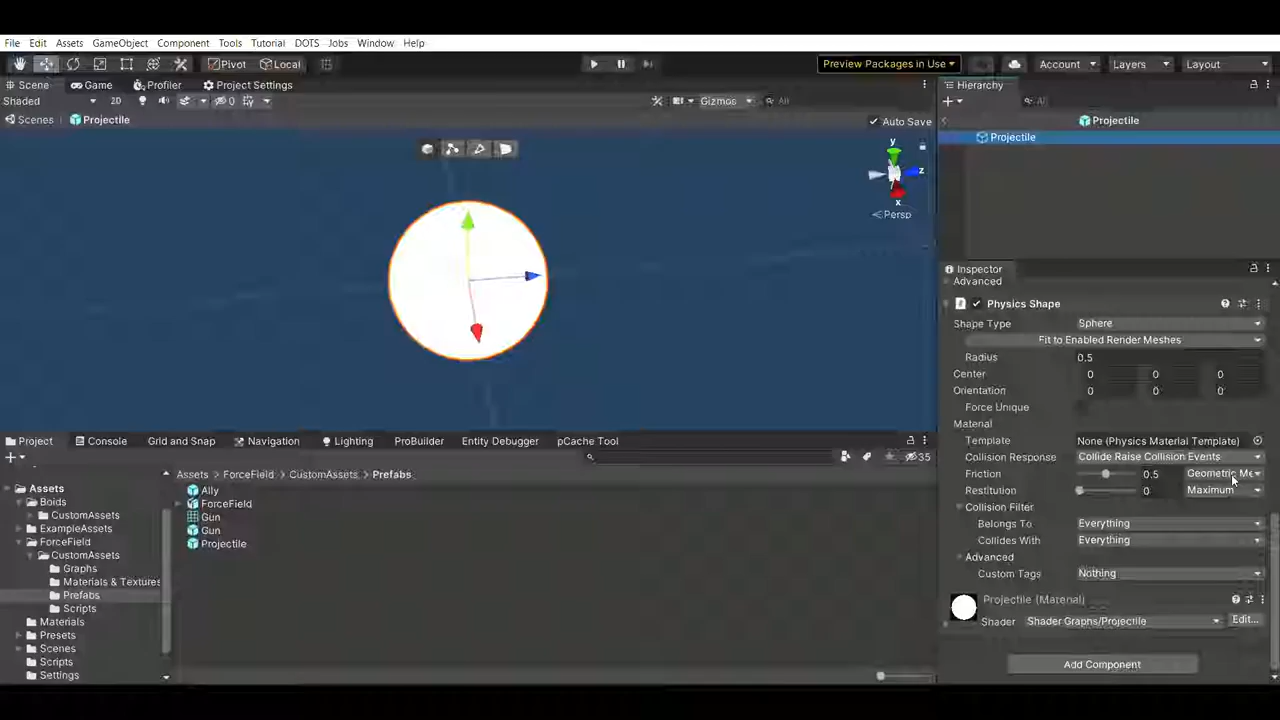 File Edit Assets GameObject Component Tools Tutorial DOTS Jobs Window Help
Pivot Local Preview Packages in Use Account Layers Layout
Scene Game Profiler Project Settings Hierarchy
Shaded 2D 0 Gizmos All All
Scenes Projectile Auto Save Projectile
Projectile
y
z
x
Persp
Inspector
Advanced
Physics Shape
Shape Type Sphere
Fit to Enabled Render Meshes
Radius 0.5
Center 0 0 0
Orientation 0 0 0
Force Unique
Material
Template None (Physics Material Template)
Collision Response Collide Raise Collision Events
Friction 0.5 Geometric Me
Restitution 0 Maximum
Collision Filter
Belongs To Everything
Collides With Everything
Advanced
Custom Tags Nothing
Projectile (Material)
Shader Shader Graphs/Projectile Edit...
Add Component
Project Console Grid and Snap Navigation Lighting ProBuilder Entity Debugger pCache Tool
35
Assets ForceField CustomAssets Prefabs
Assets
Boids
CustomAssets
ExampleAssets
ForceField
CustomAssets
Graphs
Materials & Textures
Prefabs
Scripts
Materials
Presets
Scenes
Scripts
Settings
Ally
ForceField
Gun
Gun
Projectile